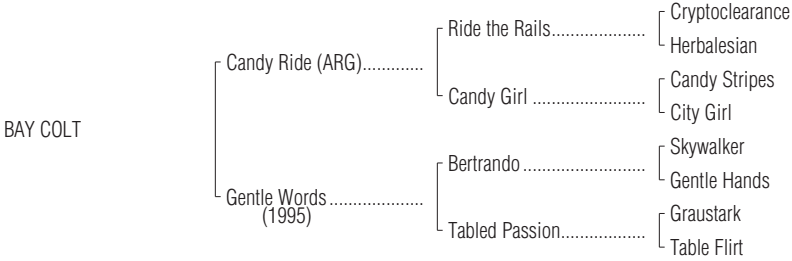 Cryptoclearance
Ride the Rails....................
Herbalesian
Candy Ride (ARG).............
Candy Stripes
Candy Girl ........................
City Girl
BAY COLT
Skywalker
Bertrando ..........................
Gentle Hands
Gentle Words ....................
(1995)
Graustark
Tabled Passion..................
Table Flirt